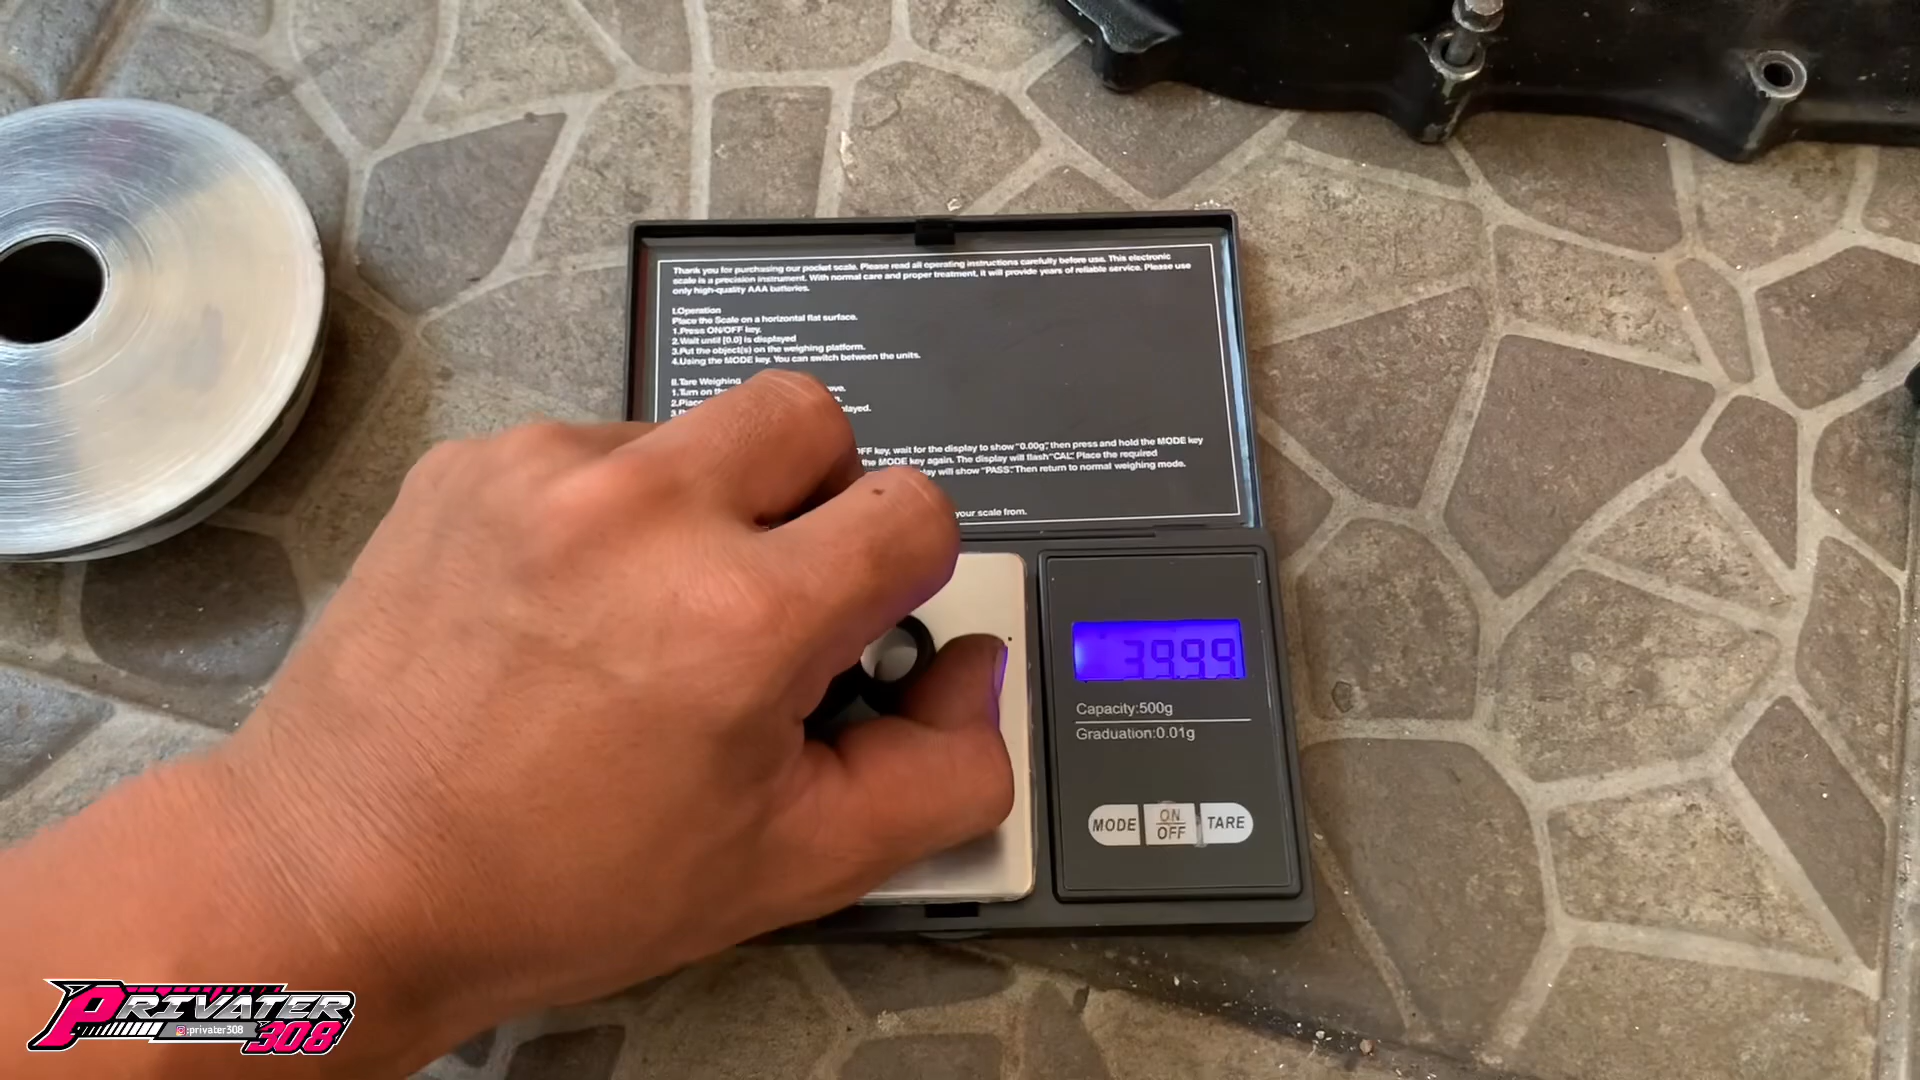 Thank you for purchasing our pocket scale. Please read all operating instructions carefully before use. This electronic
scale is a precision instrument. With normal care and proper treatment, it will provide years of reliable service. Please use
only high-quality AAA batteries.
I.Operation
Place the Scale on a horizontal flat surface.
1.Press ON/OFF key.
2.Wait until [0.0] is displayed
3.Put the object(s) on the weighing platform.
4.Using the MODE key. You can switch between the units.
II.Tare Weighing
1.Turn on the
2.Place
OFF key, wait for the display to show "0.00g", then press and hold the MODE key
the MODE key again. The display will flash "CAL". Place the required
will show "PASS". Then return to normal weighing mode.
your scale from.
39.99
Capacity:500g
Graduation:0.01g
MODE
ON
OFF
TARE
PRIVATER
:privater308
308